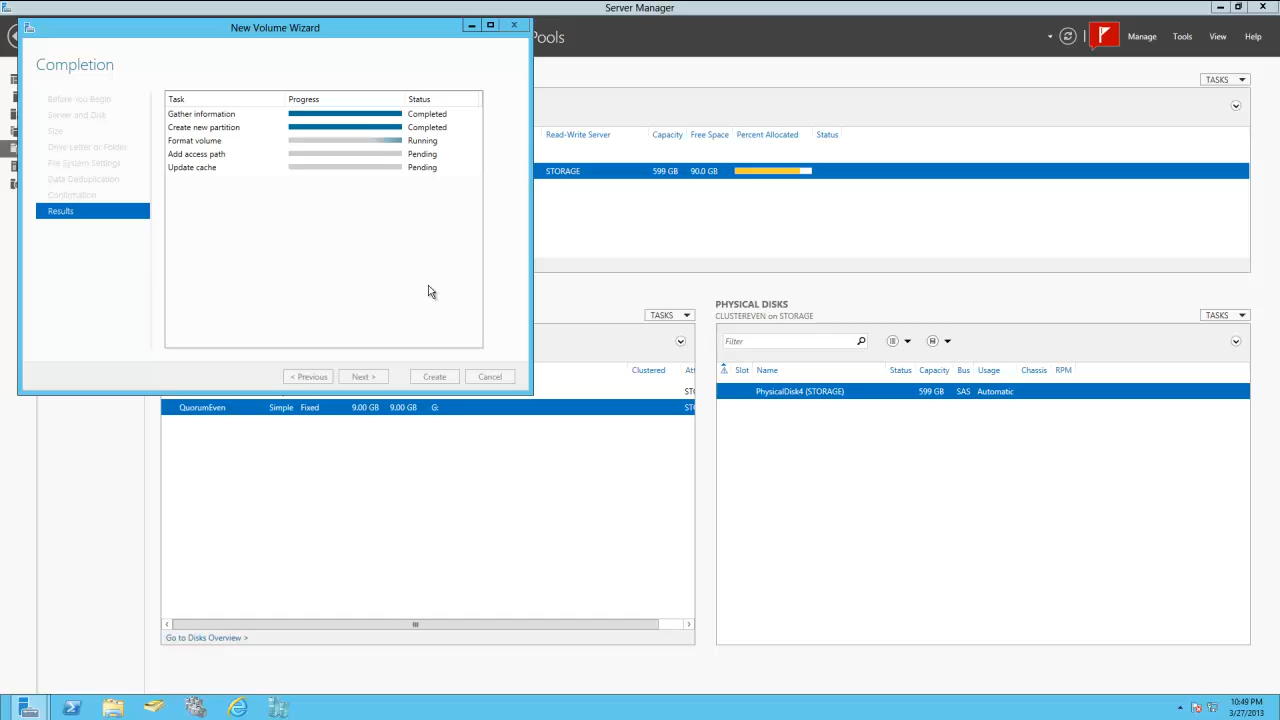 Server Manager
New Volume Wizard
Pools
Manage Tools View Help
Completion
TASKS
Before You Begin
Server and Disk
Size
Drive Letter or Folder
File System Settings
Data Deduplication
Confirmation
Results
Task Progress Status
Gather information Completed
Create new partition Completed
Format volume Running
Add access path Pending
Update cache Pending
Read-Write Server Capacity Free Space Percent Allocated Status
STORAGE 599 GB 90.0 GB
< Previous Next > Create Cancel
TASKS
Clustered Att
STO
QuorumEven Simple Fixed 9.00 GB 9.00 GB G: STO
Go to Disks Overview >
PHYSICAL DISKS
CLUSTEREVEN on STORAGE
TASKS
Filter
Slot Name Status Capacity Bus Usage Chassis RPM
PhysicalDisk4 (STORAGE) 599 GB SAS Automatic
10:49 PM
3/27/2013